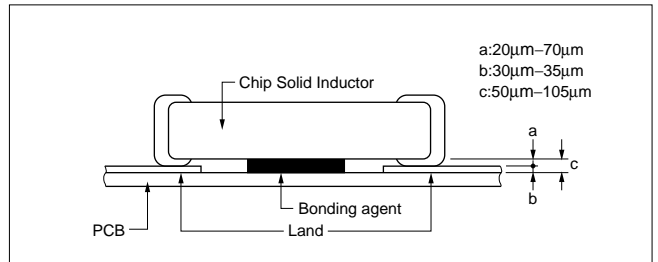 a:20μm–70μm
b:30μm–35μm
c:50μm–105μm
Chip Solid Inductor
a
c
b
Bonding agent
PCB
Land